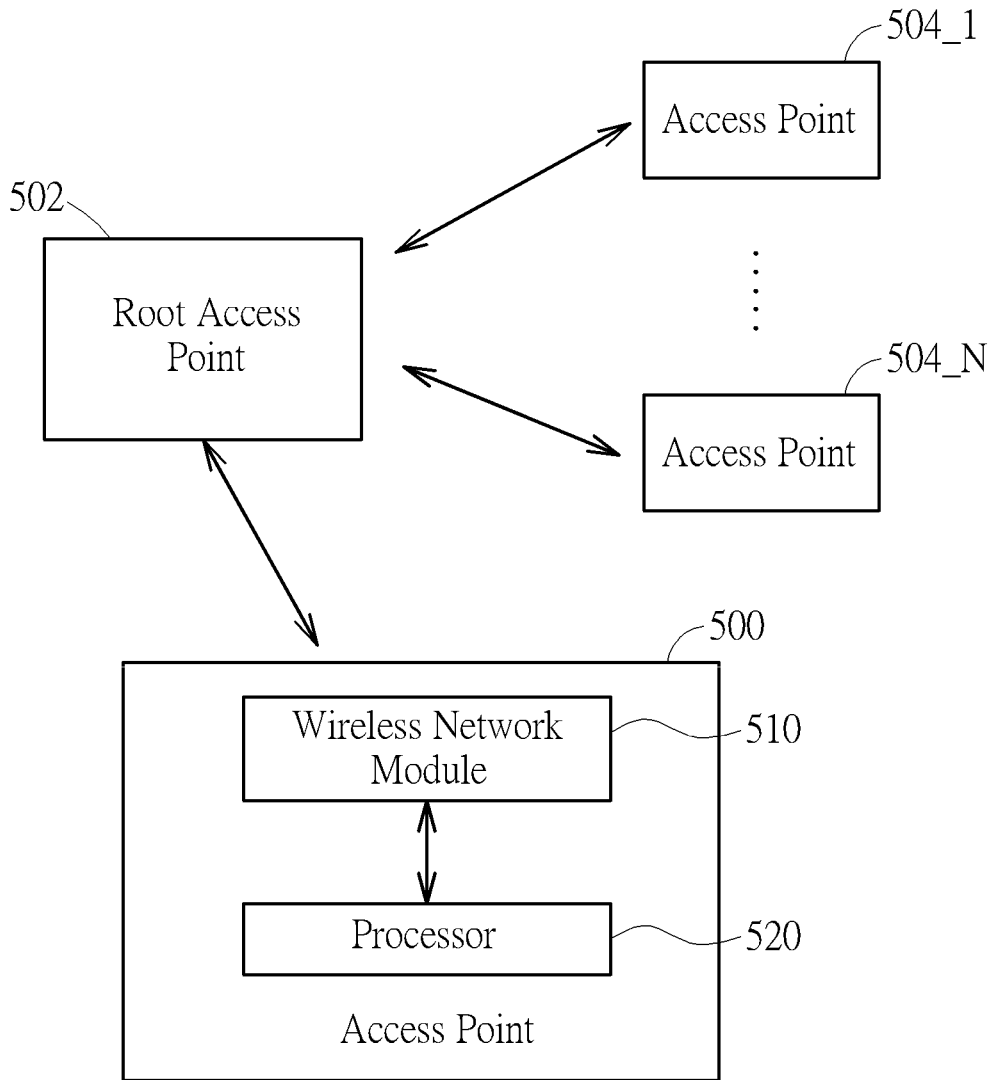 504_1
Access Point
502
Root Access
Point
504_N
Access Point
500
Wireless Network
Module
510
Processor
520
Access Point